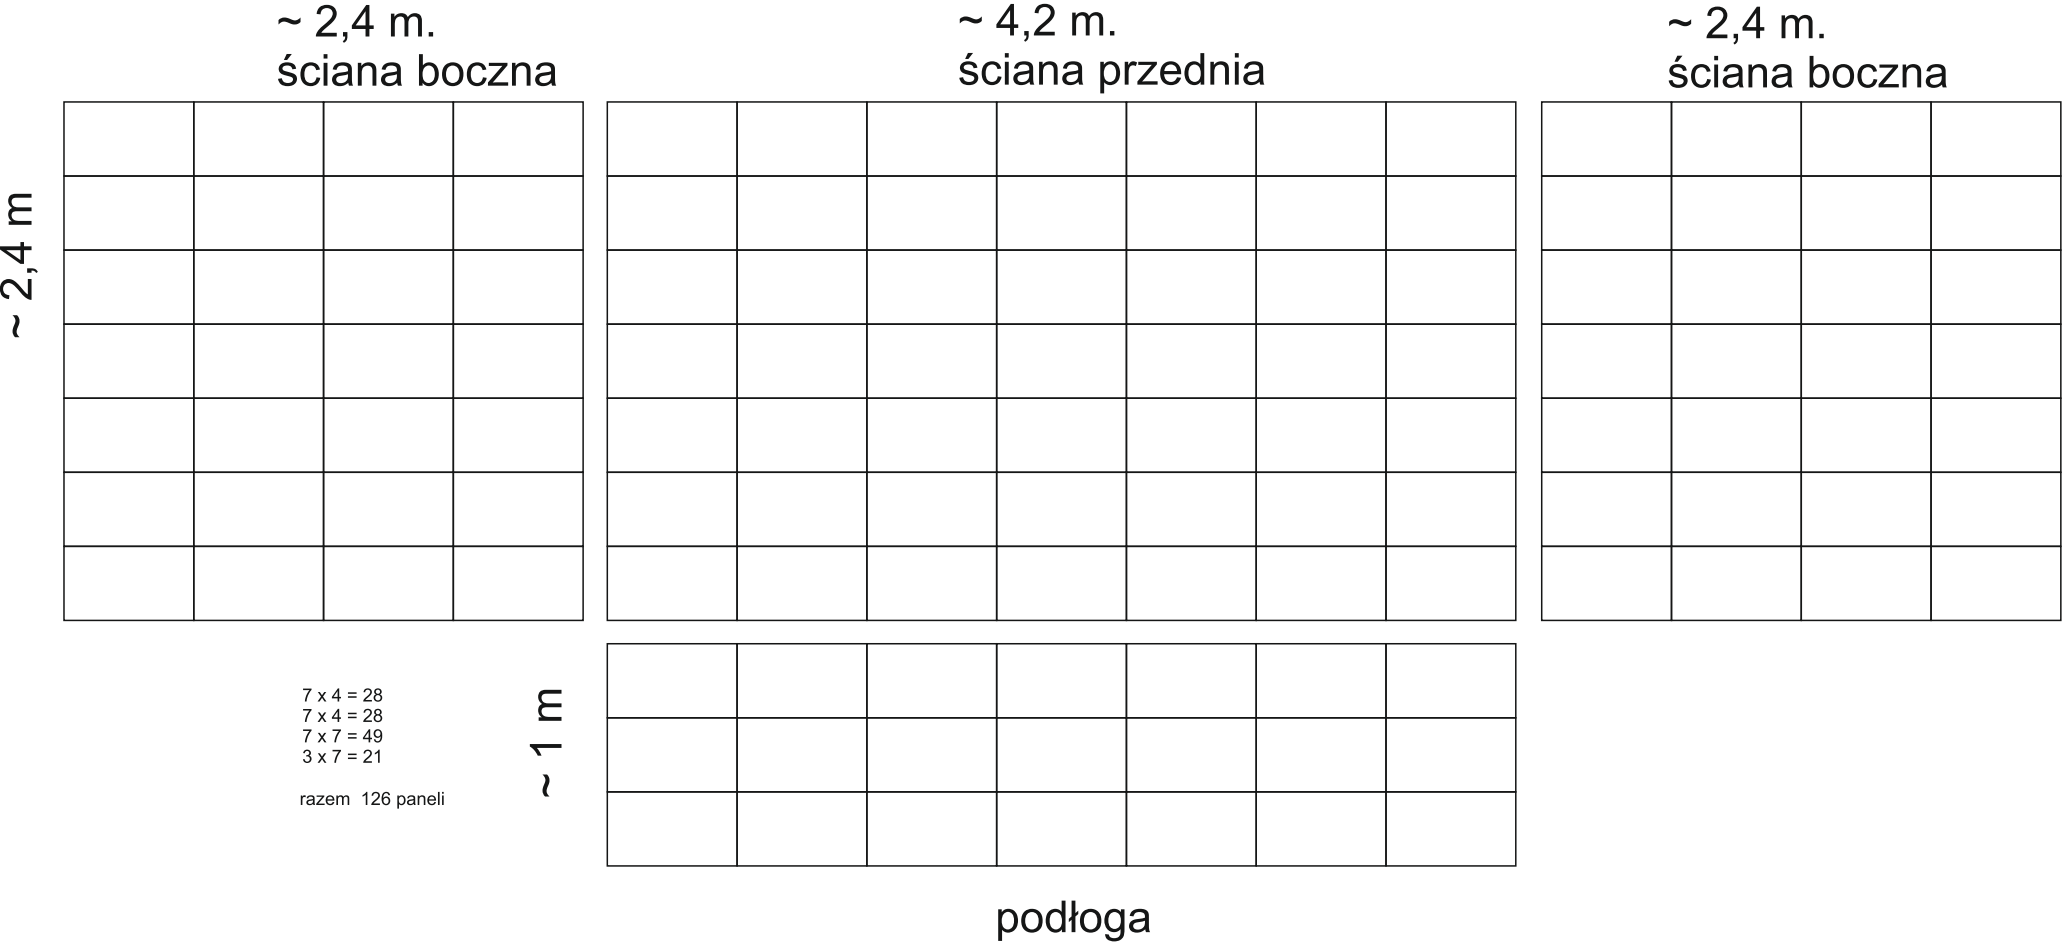 ~ 2,4 m.
ściana boczna
~ 4,2 m.
ściana przednia
~ 2,4 m.
ściana boczna
~ 2,4 m
7 x 4 = 28
7 x 4 = 28
7 x 7 = 49
3 x 7 = 21
razem  126 paneli
~ 1 m
podłoga